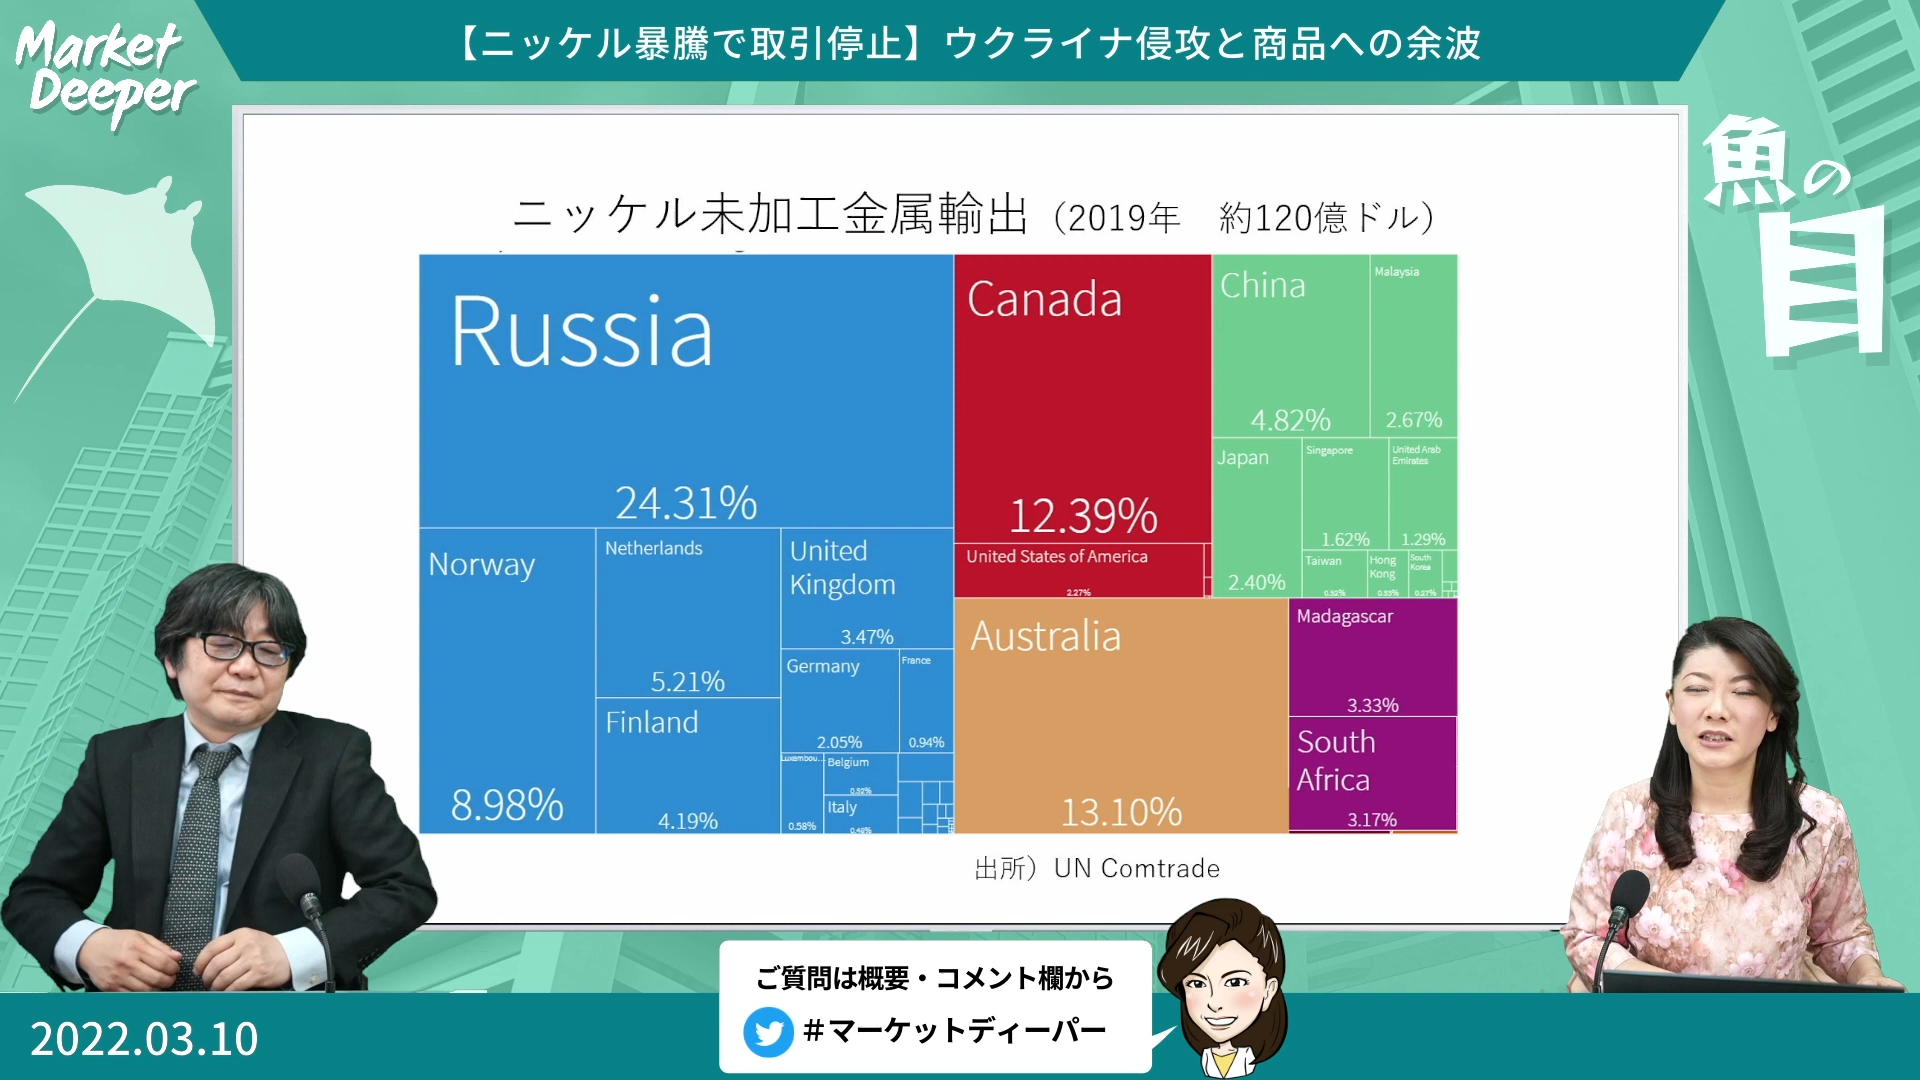 Market
Deeper
【ニッケル暴騰で取引停止】ウクライナ侵攻と商品への余波
魚の
目
ニッケル未加工金属輸出（2019年　約120億ドル）
Russia
24.31%
Canada
12.39%
China
4.82%
Malaysia
2.67%
Japan
2.40%
Singapore
1.62%
United Arab
Emirates
1.29%
Taiwan
Hong
Kong
South
Korea
0.27%
Norway
8.98%
Netherlands
5.21%
United
Kingdom
3.47%
Finland
4.19%
Germany
2.05%
France
0.94%
Luxembou...
0.58%
Belgium
Italy
United States of America
2.27%
Australia
13.10%
Madagascar
3.33%
South
Africa
3.17%
出所）UN Comtrade
ご質問は概要・コメント欄から
＃マーケットディーパー
2022.03.10